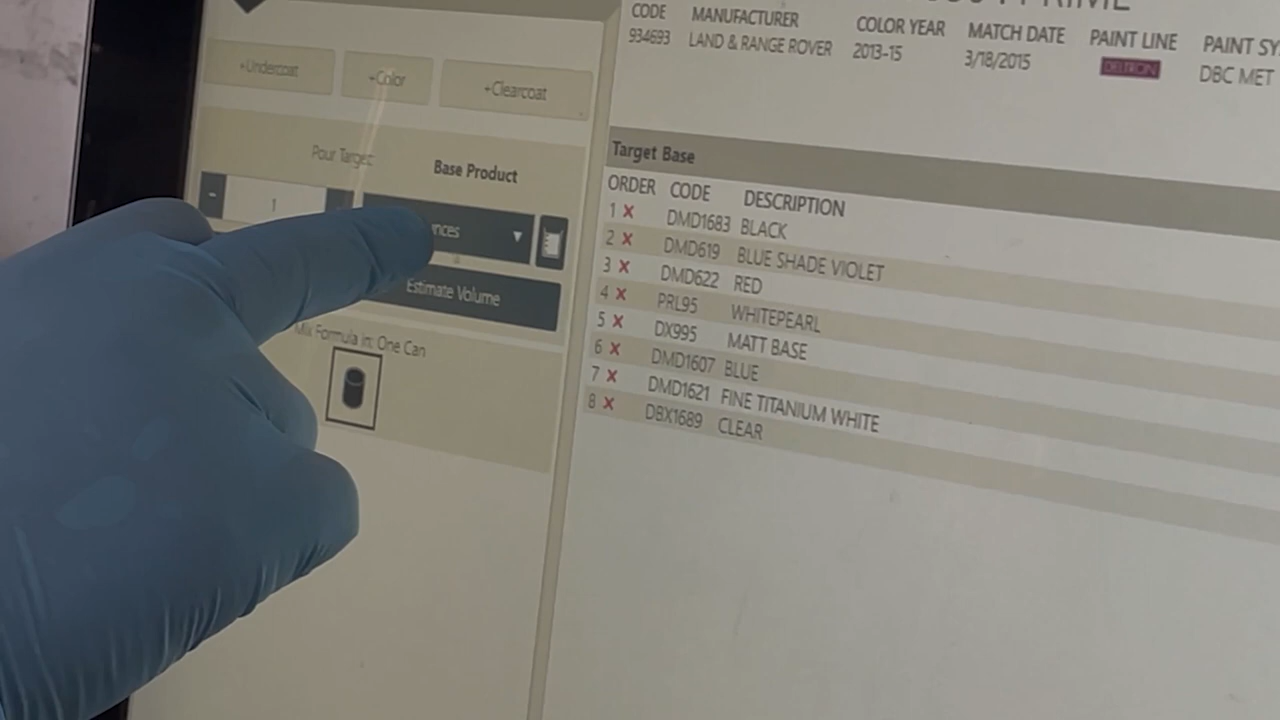 CODE MANUFACTURER COLOR YEAR MATCH DATE PAINT LINE PAINT SY
934693 LAND & RANGE ROVER 2013-15 3/18/2015 DELTRON DBC MET
+Undercoat +Color +Clearcoat
Pour Target Base Product
- 1
nces
Estimate Volume
Mix Formula in: One Can
Target Base
ORDER CODE DESCRIPTION
1 X DMD1683 BLACK
2 X DMD619 BLUE SHADE VIOLET
3 X DMD622 RED
4 X PRL95 WHITEPEARL
5 X DX995 MATT BASE
6 X DMD1607 BLUE
7 X DMD1621 FINE TITANIUM WHITE
8 X DBX1689 CLEAR